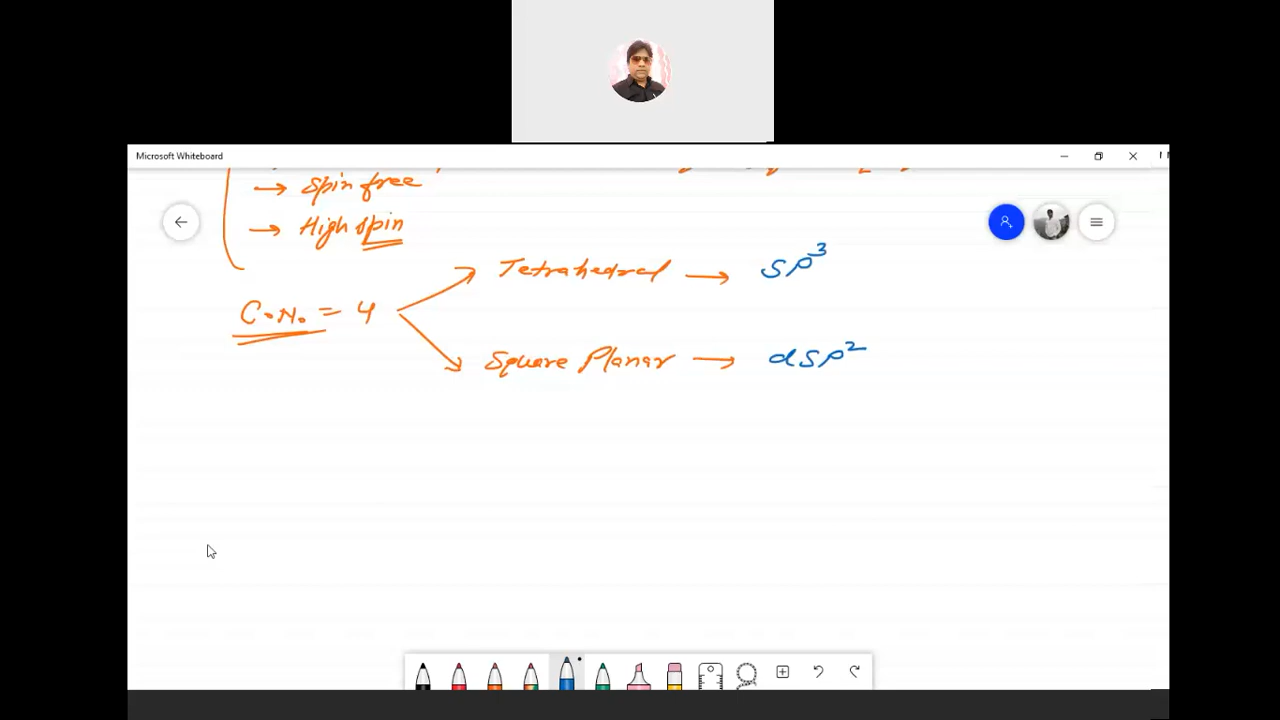 Microsoft Whiteboard
→ Spin free
→ High spin
Tetrahedral → sp³
C.N. = 4
Square Planar → dsp²